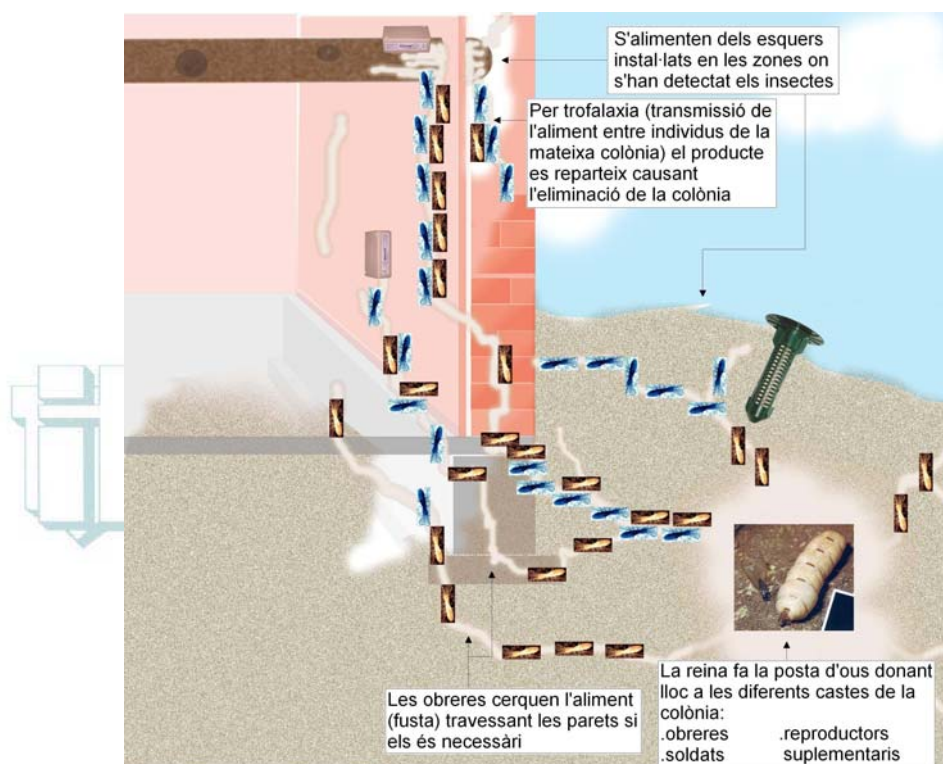 S'alimenten dels esquers
instal·lats en les zones on
s'han detectat els insectes
Per trofalaxia (transmissió de
l'aliment entre individus de la
mateixa colònia) el producte
es reparteix causant
l'eliminació de la colònia
Les obreres cerquen l'aliment
(fusta) travessant les parets si
els és necessàri
La reina fa la posta d'ous donant
lloc a les diferents castes de la
colònia:
.obreres .reproductors
.soldats suplementaris